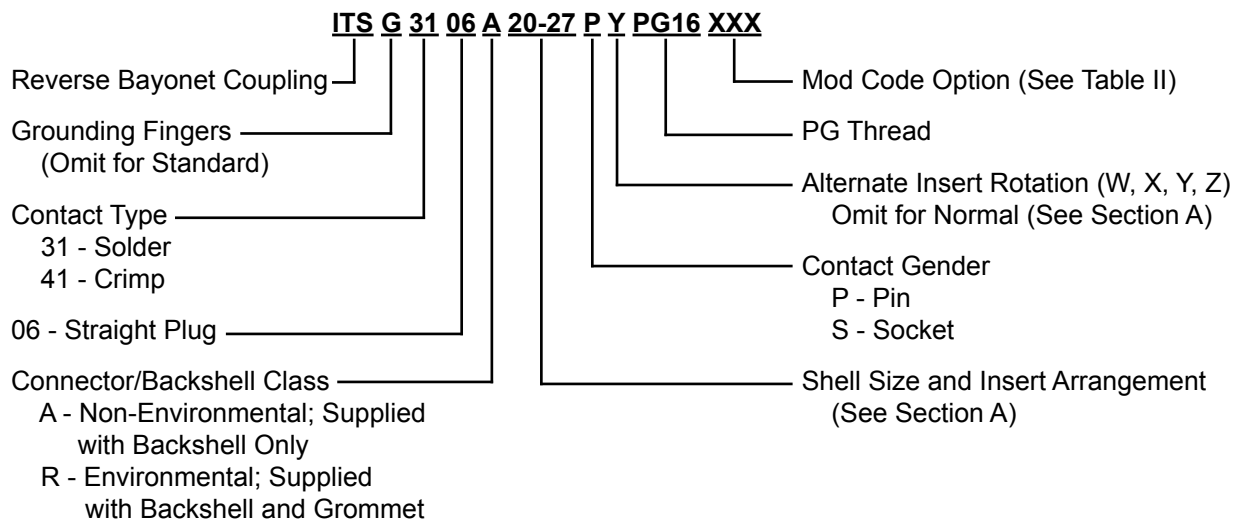 ITS G 31 06 A 20-27 P Y PG16 XXX
Reverse Bayonet Coupling
Grounding Fingers
(Omit for Standard)
Contact Type
31 - Solder
41 - Crimp
06 - Straight Plug
Connector/Backshell Class
A - Non-Environmental; Supplied
with Backshell Only
R - Environmental; Supplied
with Backshell and Grommet
Mod Code Option (See Table II)
PG Thread
Alternate Insert Rotation (W, X, Y, Z)
Omit for Normal (See Section A)
Contact Gender
P - Pin
S - Socket
Shell Size and Insert Arrangement
(See Section A)